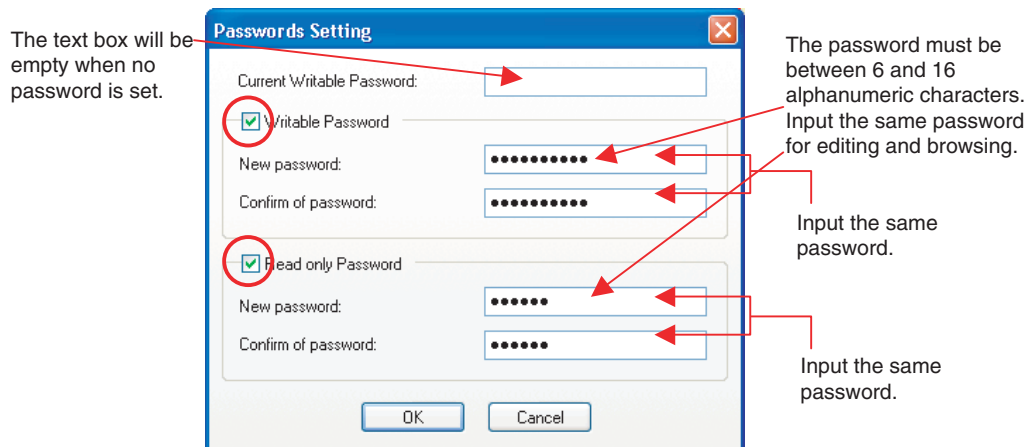 Passwords Setting
The text box will be
empty when no
password is set.
Current Writable Password:
Writable Password
New password:
Confirm of password:
Read only Password
New password:
Confirm of password:
OK
Cancel
The password must be
between 6 and 16
alphanumeric characters.
Input the same password
for editing and browsing.
Input the same
password.
Input the same
password.